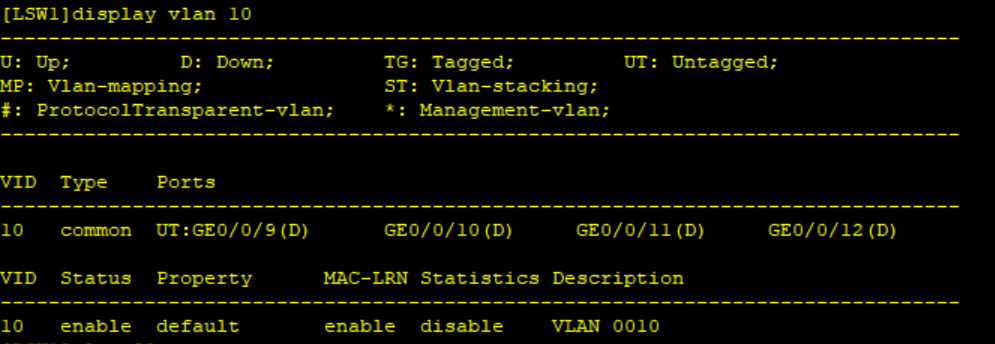 [LSW1]display vlan 10
--------------------------------------------------------------------------------
U: Up;         D: Down;         TG: Tagged;         UT: Untagged;
MP: Vlan-mapping;               ST: Vlan-stacking;
#: ProtocolTransparent-vlan;    *: Management-vlan;
--------------------------------------------------------------------------------
VID  Type    Ports
--------------------------------------------------------------------------------
10   common  UT:GE0/0/9(D)      GE0/0/10(D)     GE0/0/11(D)     GE0/0/12(D)
VID  Status  Property      MAC-LRN Statistics Description
--------------------------------------------------------------------------------
10   enable  default       enable  disable    VLAN 0010